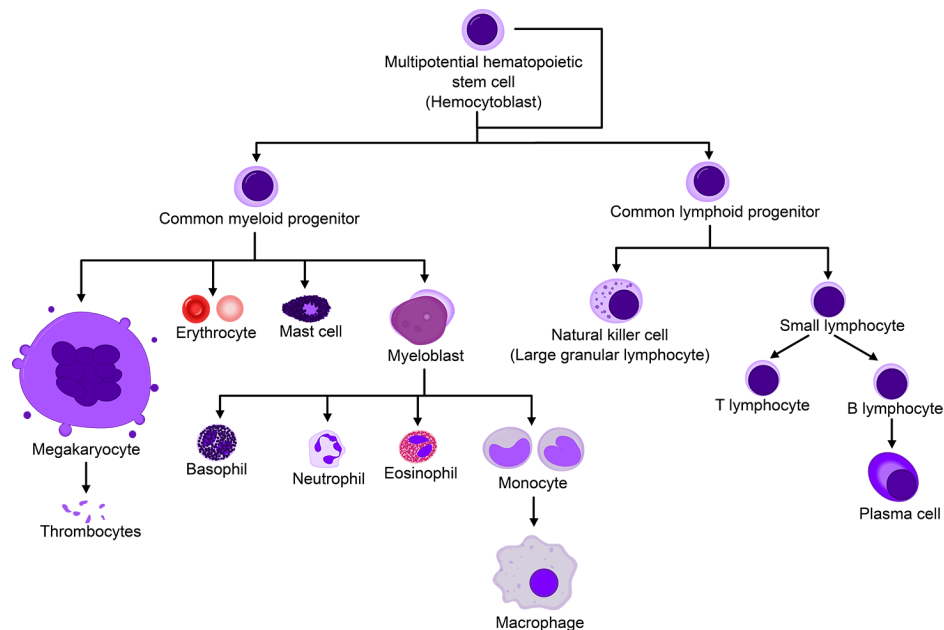 Multipotential hematopoietic
stem cell
(Hemocytoblast)
Common myeloid progenitor
Common lymphoid progenitor
Erythrocyte
Mast cell
Myeloblast
Natural killer cell
(Large granular lymphocyte)
Small lymphocyte
T lymphocyte
B lymphocyte
Megakaryocyte
Basophil
Neutrophil
Eosinophil
Monocyte
Plasma cell
Thrombocytes
Macrophage